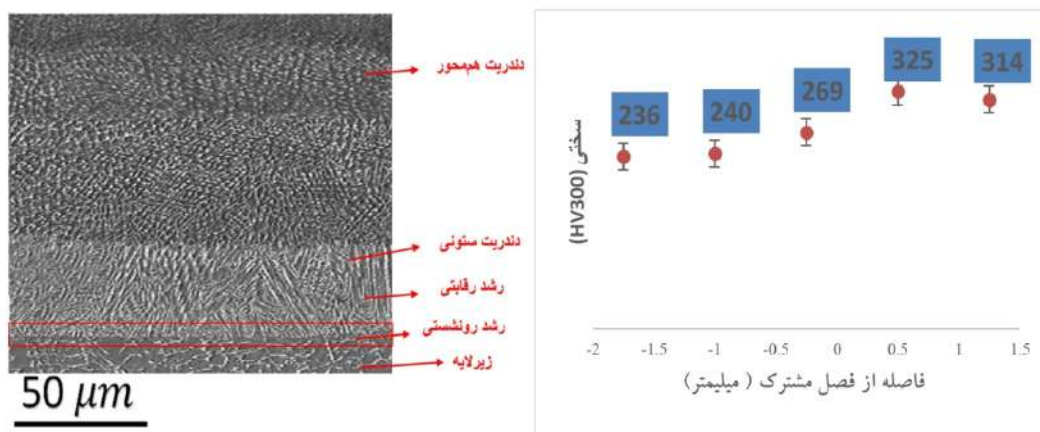 دندریت هم‌محور
دندریت ستونی
رشد رقابتی
رشد رونشستی
زیرلایه
50 μm
236
240
269
325
314
سختی (HV300)
-2 -1.5 -1 -0.5 0 0.5 1 1.5
فاصله از فصل مشترک ( میلیمتر)